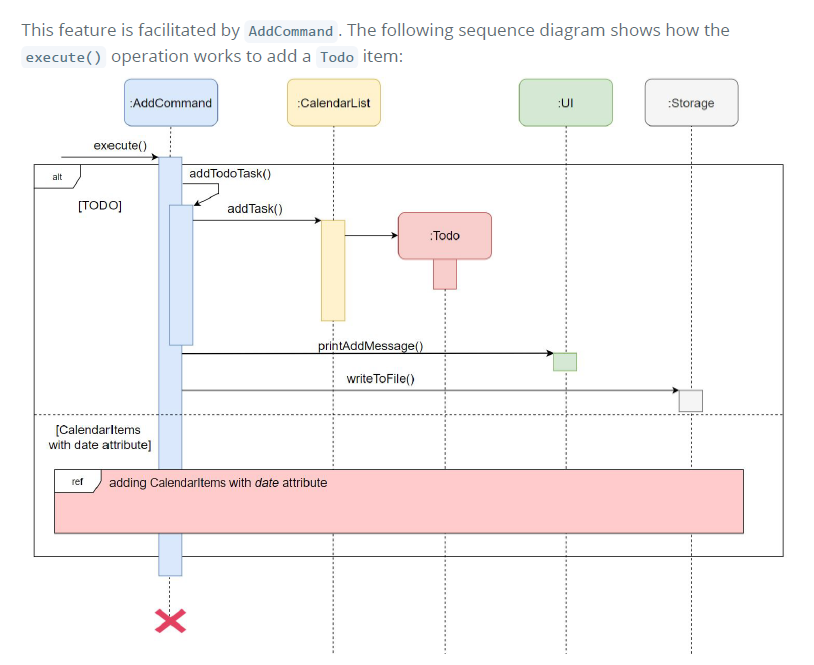 This feature is facilitated by AddCommand . The following sequence diagram shows how the
execute() operation works to add a Todo item:
:AddCommand
:CalendarList
:UI
:Storage
execute()
alt
addTodoTask()
[TODO]
addTask()
:Todo
printAddMessage()
writeToFile()
[CalendarItems
with date attribute]
ref
adding CalendarItems with date attribute